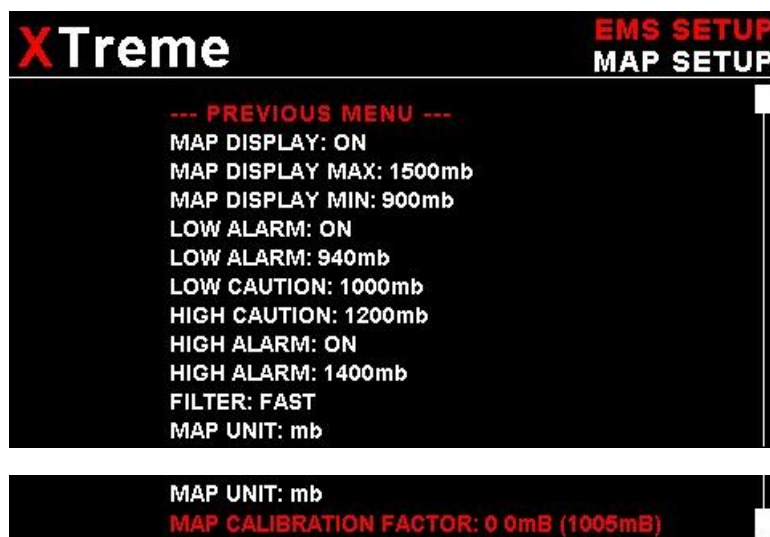 XTreme
EMS SETUP
MAP SETUP
--- PREVIOUS MENU ---
MAP DISPLAY: ON
MAP DISPLAY MAX: 1500mb
MAP DISPLAY MIN: 900mb
LOW ALARM: ON
LOW ALARM: 940mb
LOW CAUTION: 1000mb
HIGH CAUTION: 1200mb
HIGH ALARM: ON
HIGH ALARM: 1400mb
FILTER: FAST
MAP UNIT: mb
MAP UNIT: mb
MAP CALIBRATION FACTOR: 0 0mB (1005mB)